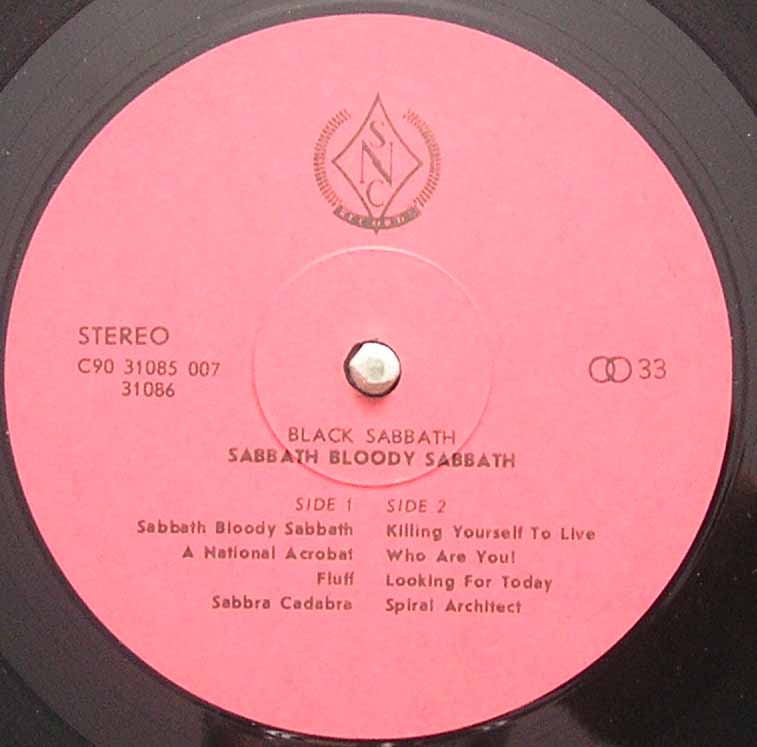 SNC
STEREO
C90 31085 007
31086
33
BLACK SABBATH
SABBATH BLOODY SABBATH
SIDE 1 SIDE 2
Sabbath Bloody Sabbath Killing Yourself To Live
A National Acrobat Who Are You!
Fluff Looking For Today
Sabbra Cadabra Spiral Architect